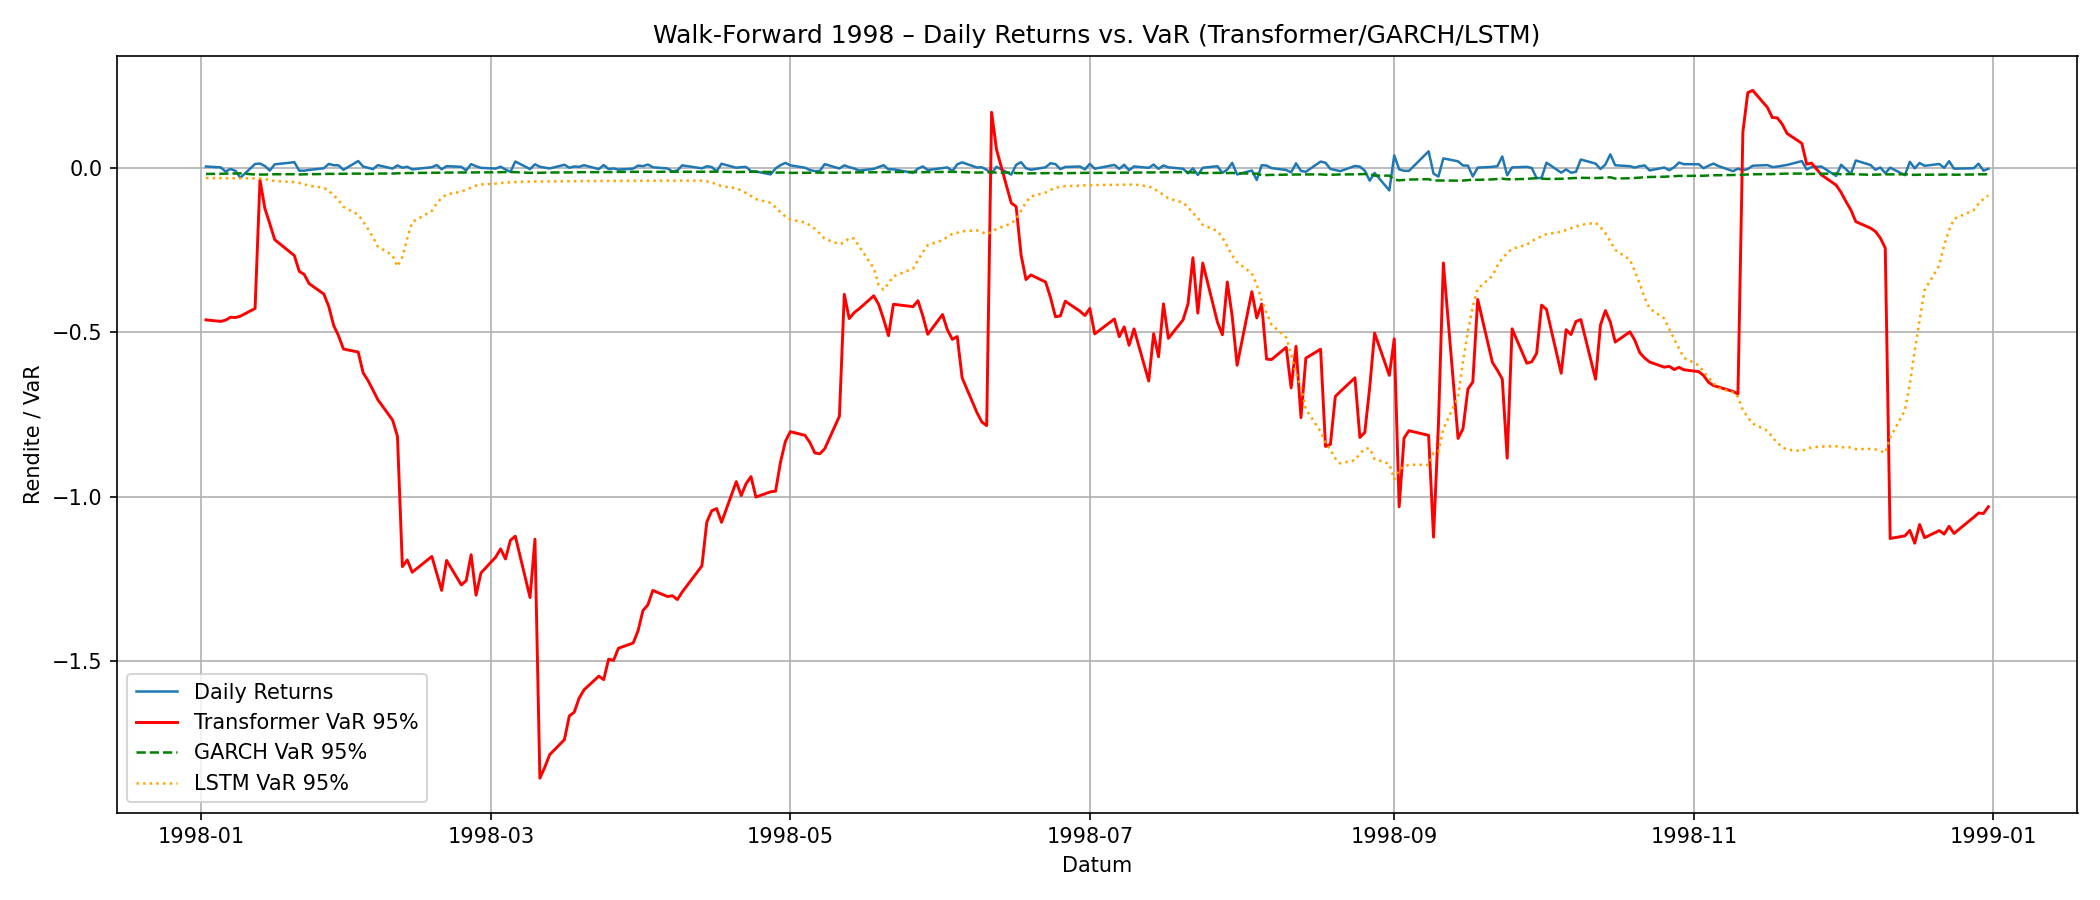 Walk-Forward 1998 – Daily Returns vs. VaR (Transformer/GARCH/LSTM)
Rendite / VaR
0.0
−0.5
−1.0
−1.5
Daily Returns
Transformer VaR 95%
GARCH VaR 95%
LSTM VaR 95%
1998-01
1998-03
1998-05
1998-07
1998-09
1998-11
1999-01
Datum